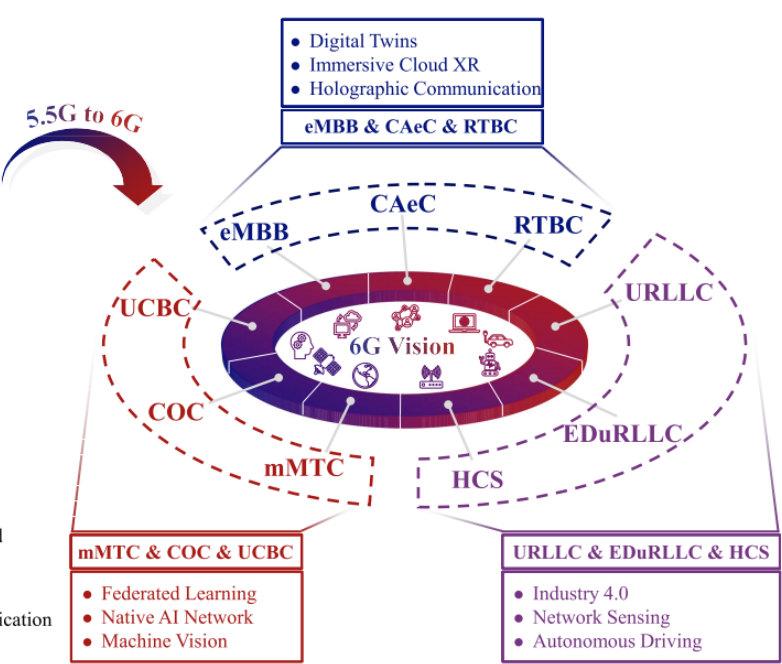 ● Digital Twins
● Immersive Cloud XR
● Holographic Communication
eMBB & CAeC & RTBC
5.5G to 6G
CAeC
eMBB
RTBC
UCBC
URLLC
6G Vision
COC
EDuRLLC
mMTC
HCS
mMTC & COC & UCBC
● Federated Learning
● Native AI Network
● Machine Vision
URLLC & EDuRLLC & HCS
● Industry 4.0
● Network Sensing
● Autonomous Driving
ication